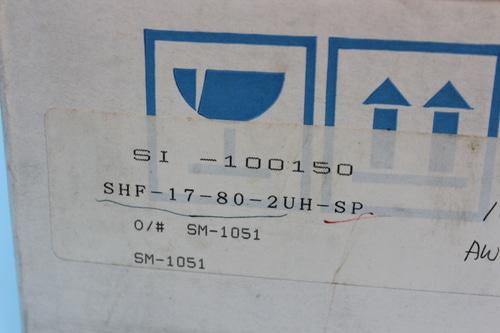 SI -100150
SHF-17-80-2UH-SP
O/# SM-1051
SM-1051
AW